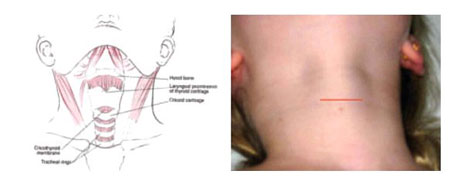 Hyoid bone
Laryngeal prominence
of thyroid cartilage
Cricoid cartilage
Cricothyroid
membrane
Tracheal rings